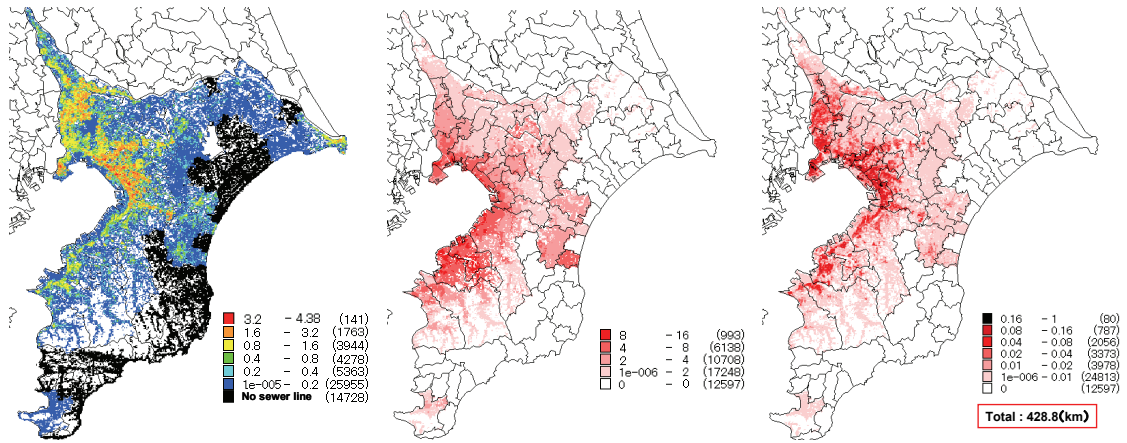 3.2 - 4.38 (141)
1.6 - 3.2 (1763)
0.8 - 1.6 (3944)
0.4 - 0.8 (4278)
0.2 - 0.4 (5363)
1e-005 - 0.2 (25955)
No sewer line (14728)
8 - 16 (993)
4 - 8 (6138)
2 - 4 (10708)
1e-006 - 2 (17248)
0 - 0 (12597)
0.16 - 1 (80)
0.08 - 0.16 (787)
0.04 - 0.08 (2056)
0.02 - 0.04 (3373)
0.01 - 0.02 (3978)
1e-006 - 0.01 (24813)
0 (12597)
Total : 428.8(km)